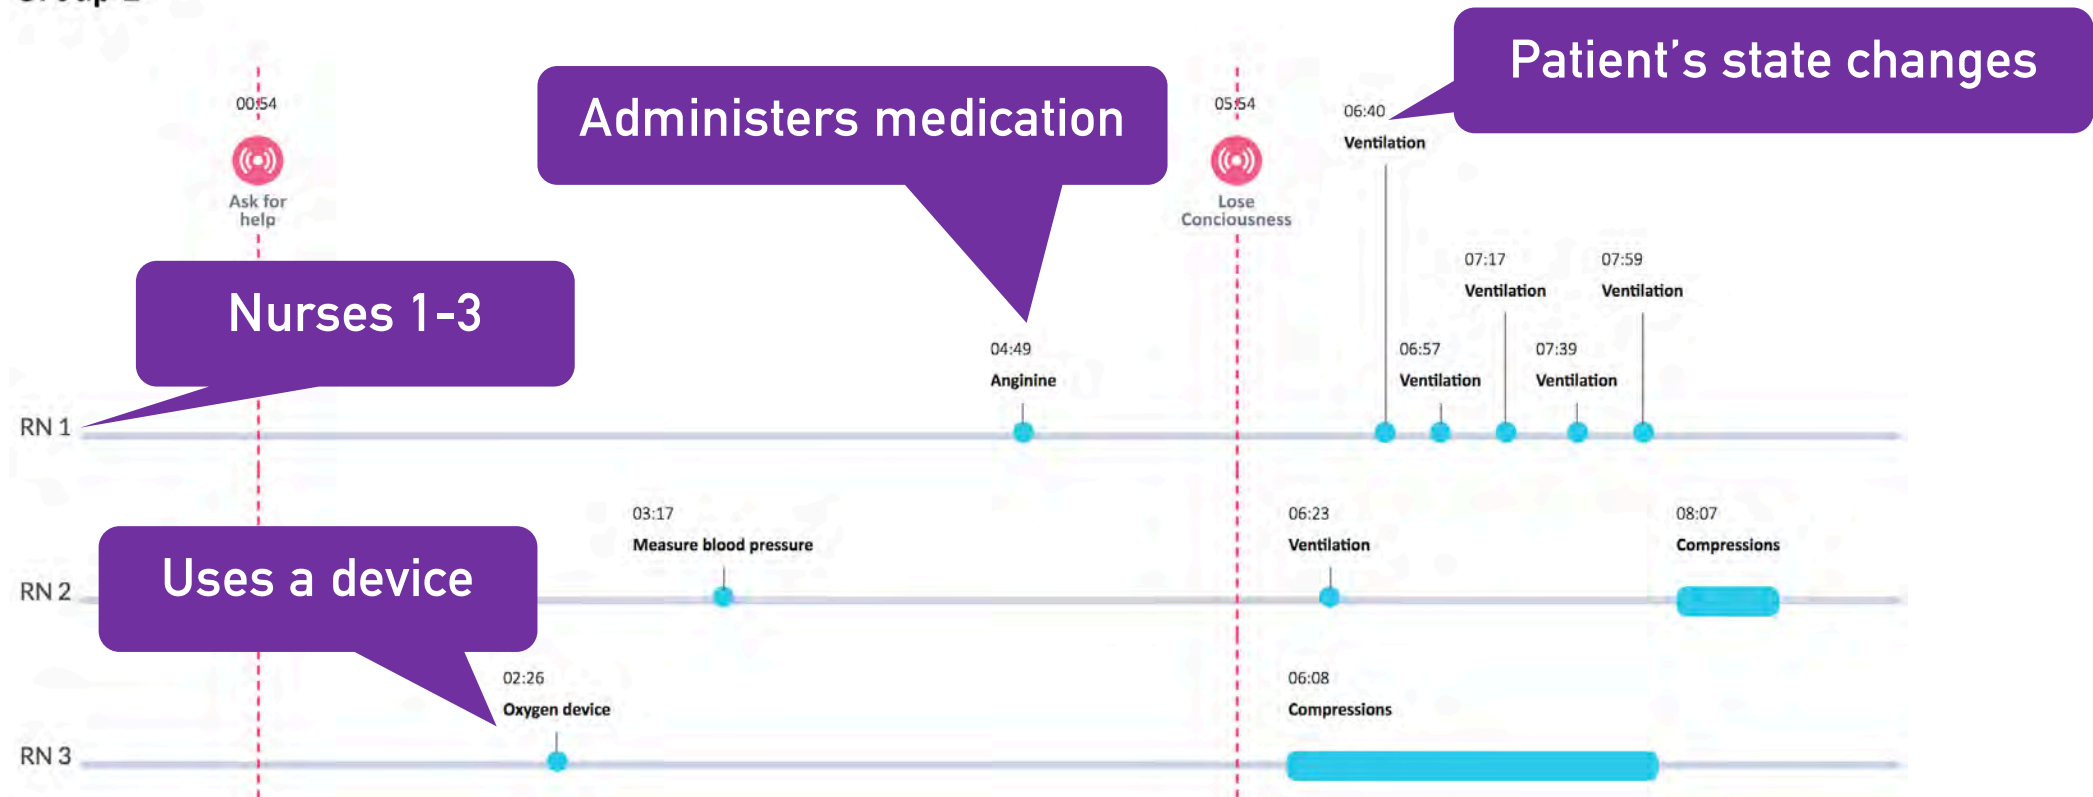 Patient's state changes
Administers medication
00:54
Ask for
help
05:54
Lose
Conciousness
06:40
Ventilation
07:17
Ventilation
07:59
Ventilation
Nurses 1-3
04:49
Anginine
06:57
Ventilation
07:39
Ventilation
RN 1
03:17
Measure blood pressure
06:23
Ventilation
08:07
Compressions
Uses a device
RN 2
02:26
Oxygen device
06:08
Compressions
RN 3